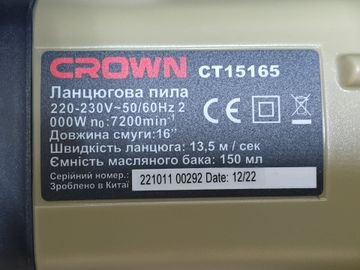 CROWN CT15165
Ланцюгова пила
220-230V~50/60Hz 2
000W n₀:7200min⁻¹
Довжина смуги:16”
Швидкість ланцюга: 13,5 м / сек
Ємність масляного бака: 150 мл
Серійний номер.:
Зроблено в Китаї
221011 00292 Date: 12/22